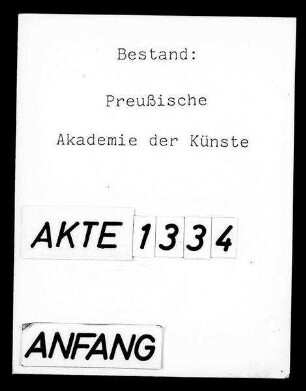 Bestand:
Preußische
Akademie der Künste
AKTE 1334
ANFANG